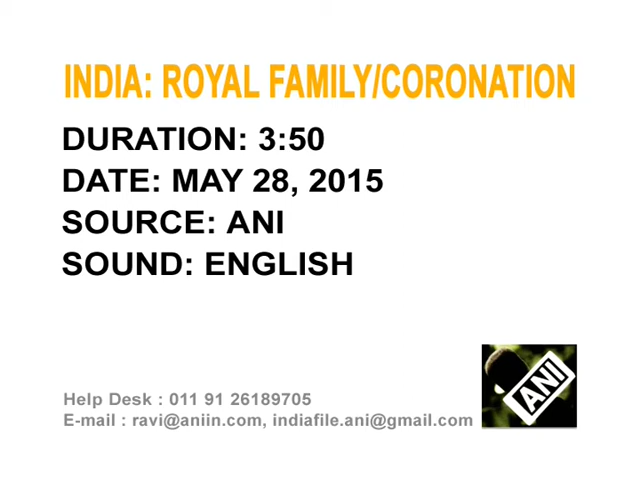 INDIA: ROYAL FAMILY/CORONATION
DURATION: 3:50
DATE: MAY 28, 2015
SOURCE: ANI
SOUND: ENGLISH
Help Desk : 011 91 26189705
E-mail : ravi@aniin.com, indiafile.ani@gmail.com
ANI